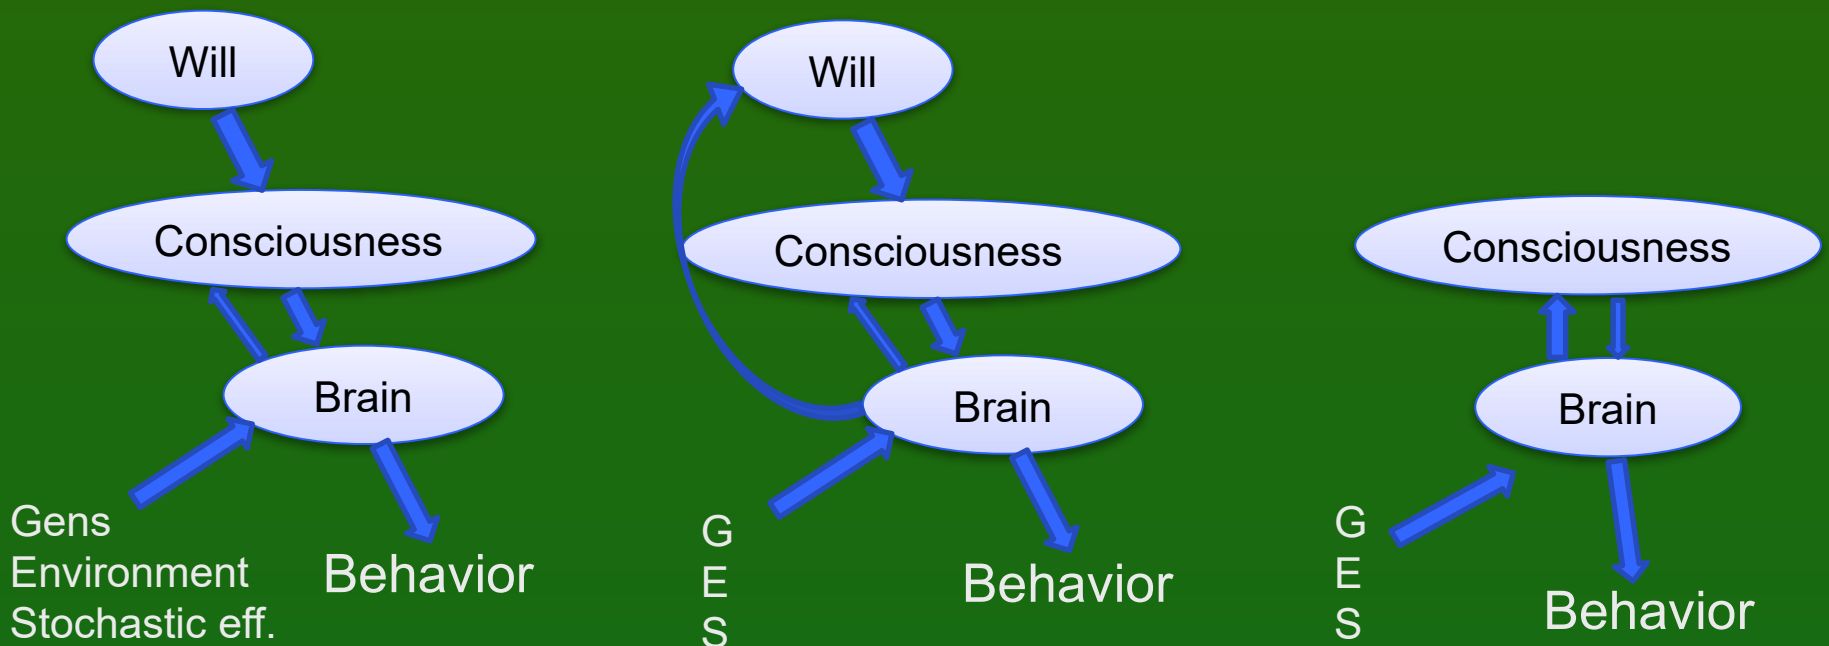 Will
Consciousness
Brain
Gens
Environment
Stochastic eff.
Behavior
Will
Consciousness
Brain
G
E
S
Behavior
Consciousness
Brain
G
E
S
Behavior